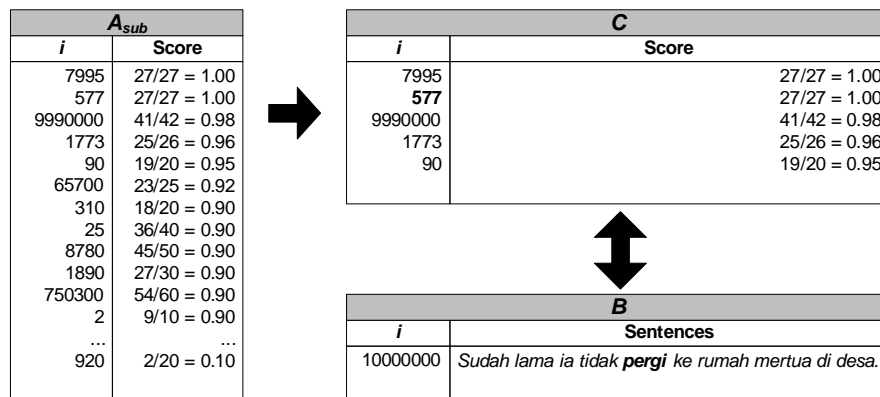 A_sub
i Score
7995 27/27 = 1.00
577 27/27 = 1.00
9990000 41/42 = 0.98
1773 25/26 = 0.96
90 19/20 = 0.95
65700 23/25 = 0.92
310 18/20 = 0.90
25 36/40 = 0.90
8780 45/50 = 0.90
1890 27/30 = 0.90
750300 54/60 = 0.90
2 9/10 = 0.90
... ...
920 2/20 = 0.10
C
i Score
7995 27/27 = 1.00
577 27/27 = 1.00
9990000 41/42 = 0.98
1773 25/26 = 0.96
90 19/20 = 0.95
B
i Sentences
10000000 Sudah lama ia tidak pergi ke rumah mertua di desa.